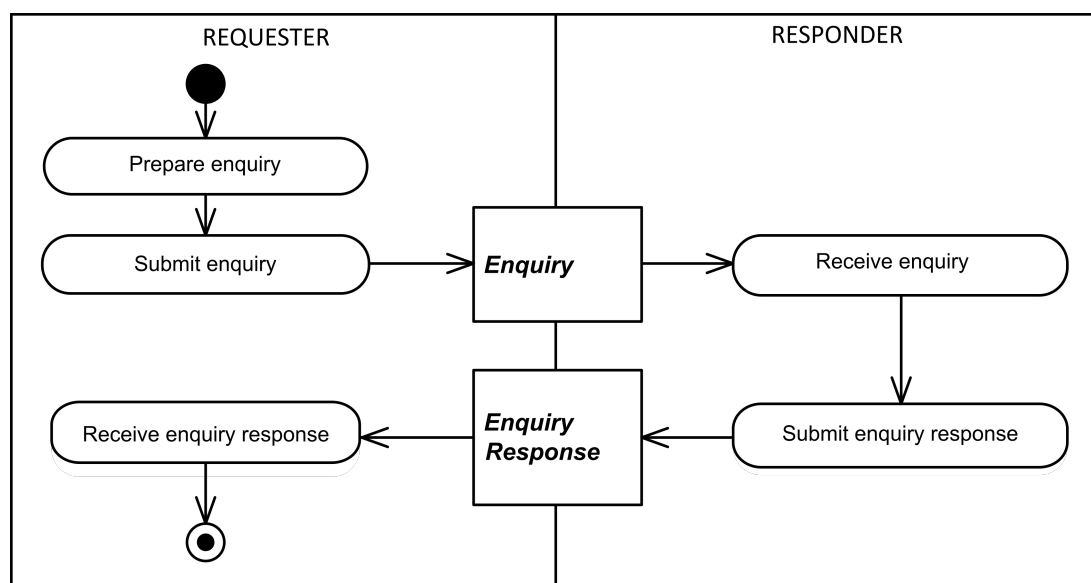 REQUESTER
RESPONDER
Prepare enquiry
Submit enquiry
Enquiry
Receive enquiry
Receive enquiry response
Enquiry
Response
Submit enquiry response